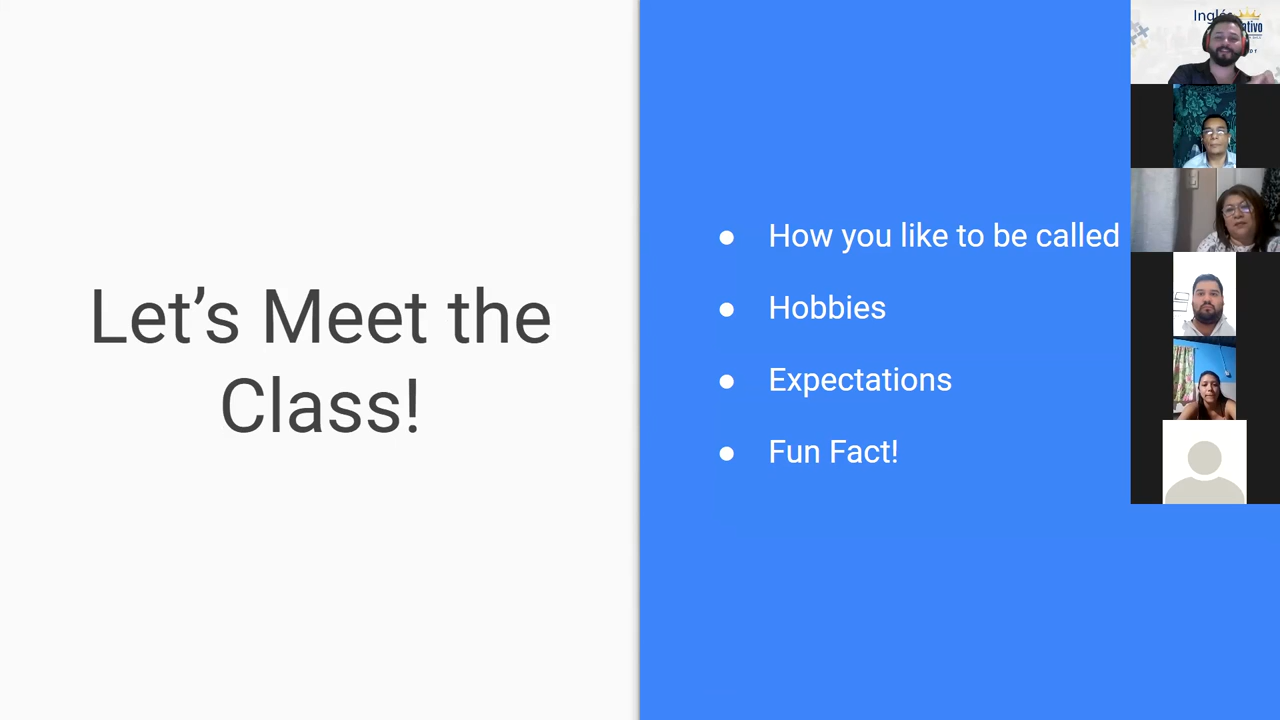 Let’s Meet the
Class!
● How you like to be called
● Hobbies
● Expectations
● Fun Fact!